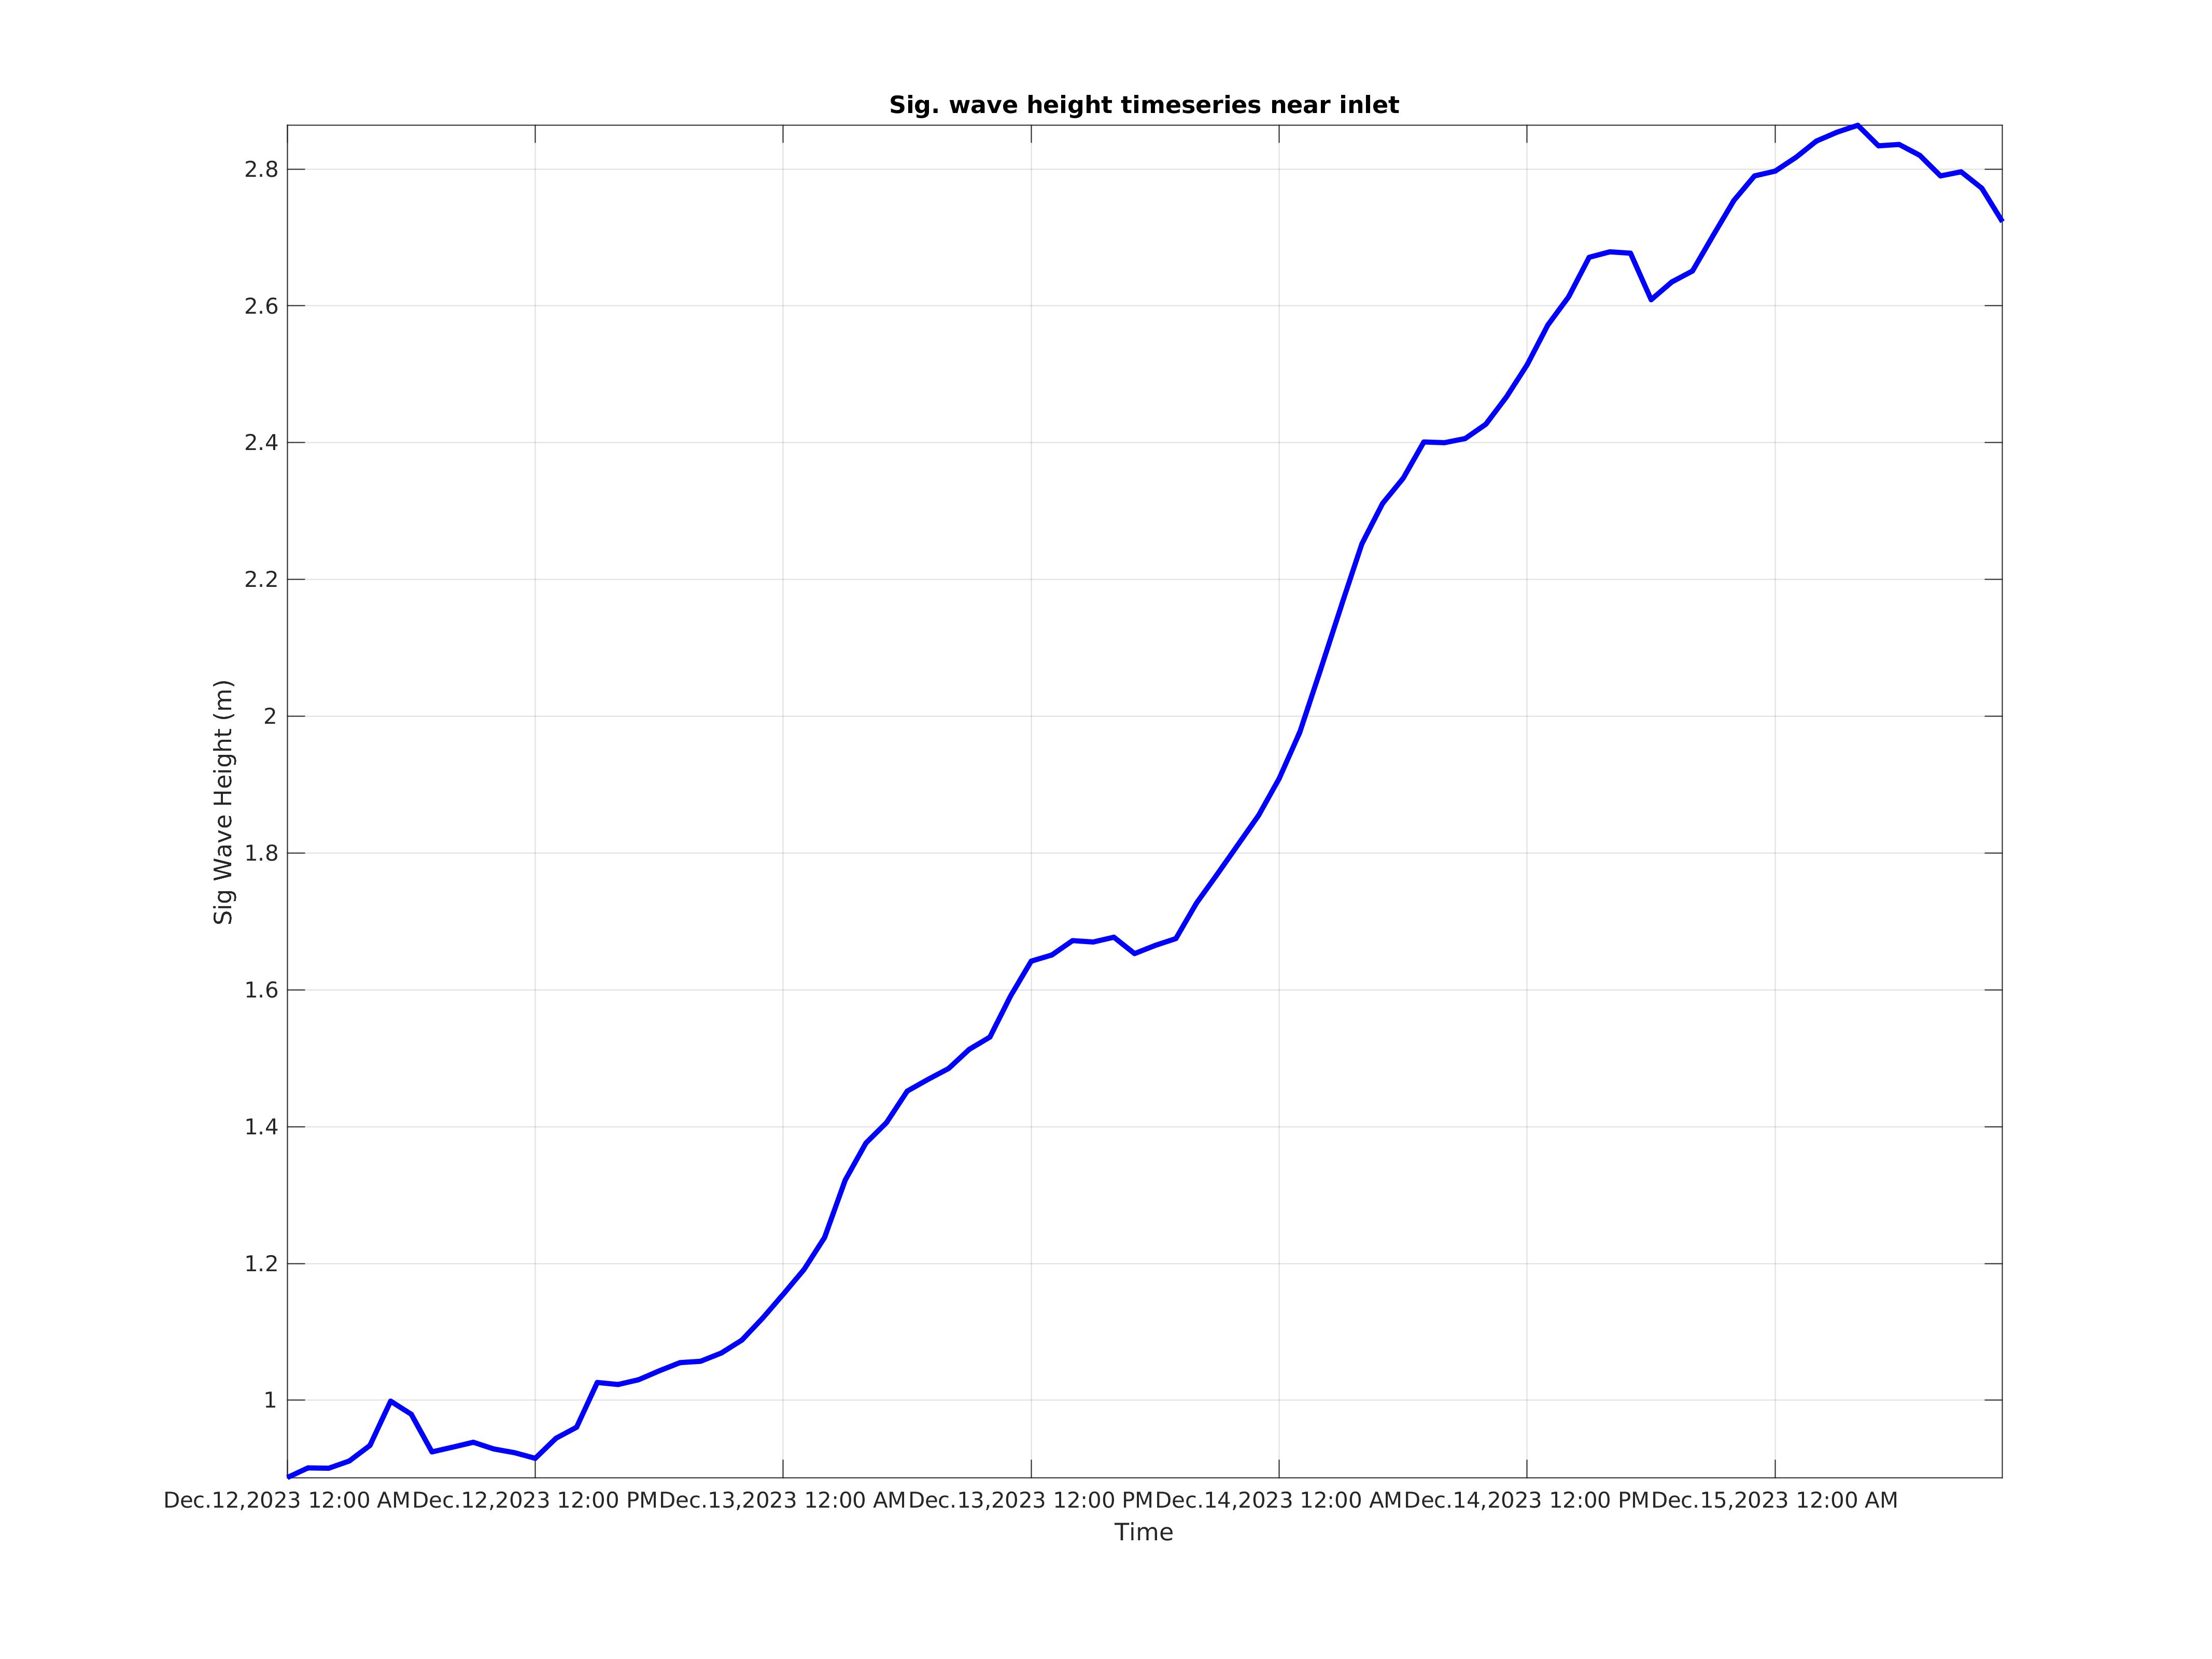 Sig. wave height timeseries near inlet
Sig Wave Height (m)
2.8
2.6
2.4
2.2
2
1.8
1.6
1.4
1.2
1
Dec.12,2023 12:00 AM Dec.12,2023 12:00 PM Dec.13,2023 12:00 AM Dec.13,2023 12:00 PM Dec.14,2023 12:00 AM Dec.14,2023 12:00 PM Dec.15,2023 12:00 AM
Time